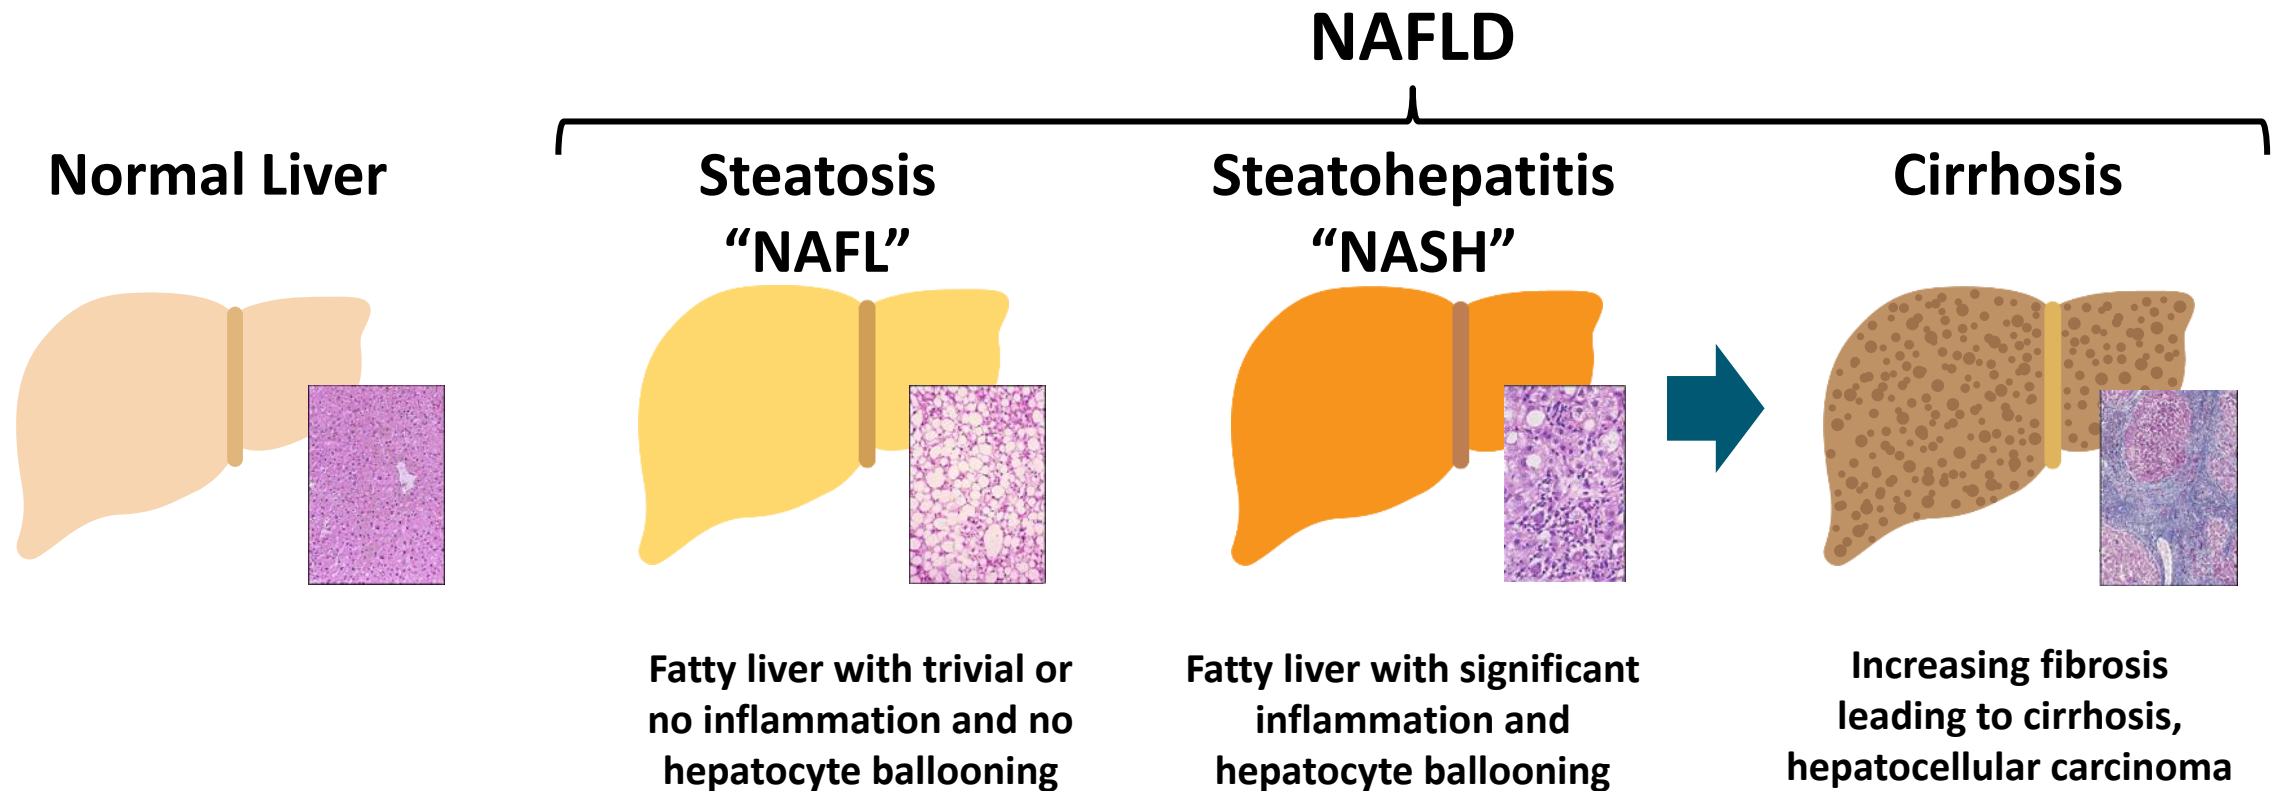 NAFLD
Normal Liver
Steatosis
“NAFL”
Steatohepatitis
“NASH”
Cirrhosis
Fatty liver with trivial or
no inflammation and no
hepatocyte ballooning
Fatty liver with significant
inflammation and
hepatocyte ballooning
Increasing fibrosis
leading to cirrhosis,
hepatocellular carcinoma